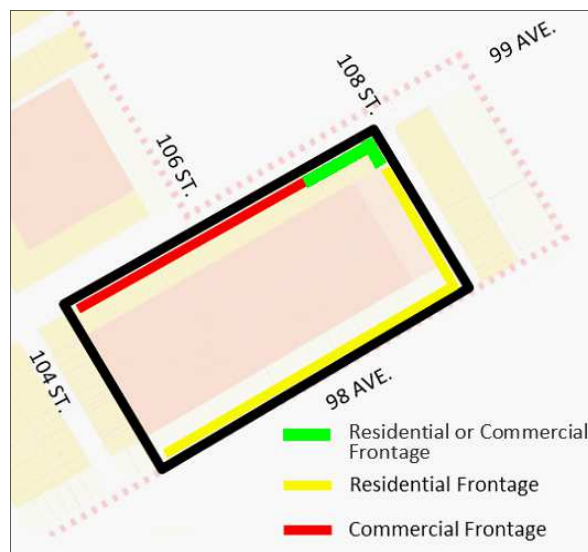 99 AVE.
108 ST.
106 ST.
104 ST.
98 AVE.
Residential or Commercial
Frontage
Residential Frontage
Commercial Frontage